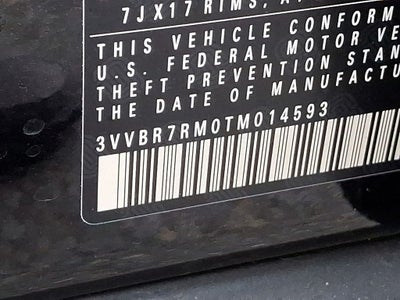 7JX17 RIMS,
THIS VEHICLE CONFORM
U.S. FEDERAL MOTOR VE
THEFT PREVENTION STAN
THE DATE OF MANUFACTU
3VVBR7RM0TM014593